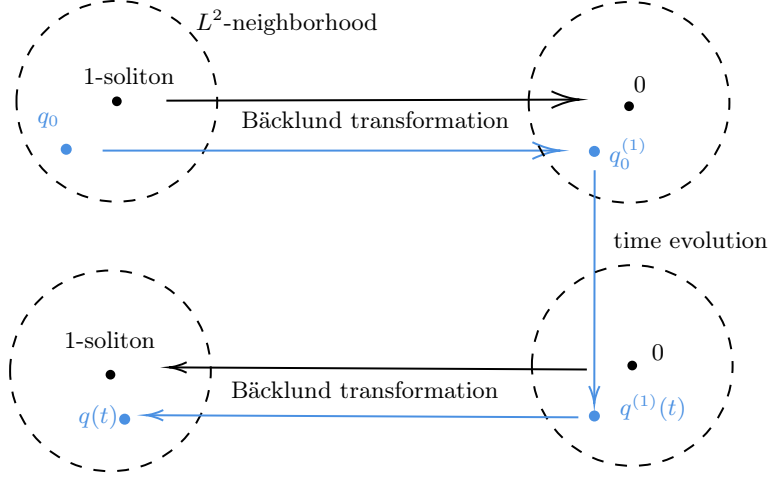 L²-neighborhood
1-soliton
0
q₀
Bäcklund transformation
q₀⁽¹⁾
time evolution
1-soliton
0
Bäcklund transformation
q(t)
q⁽¹⁾(t)